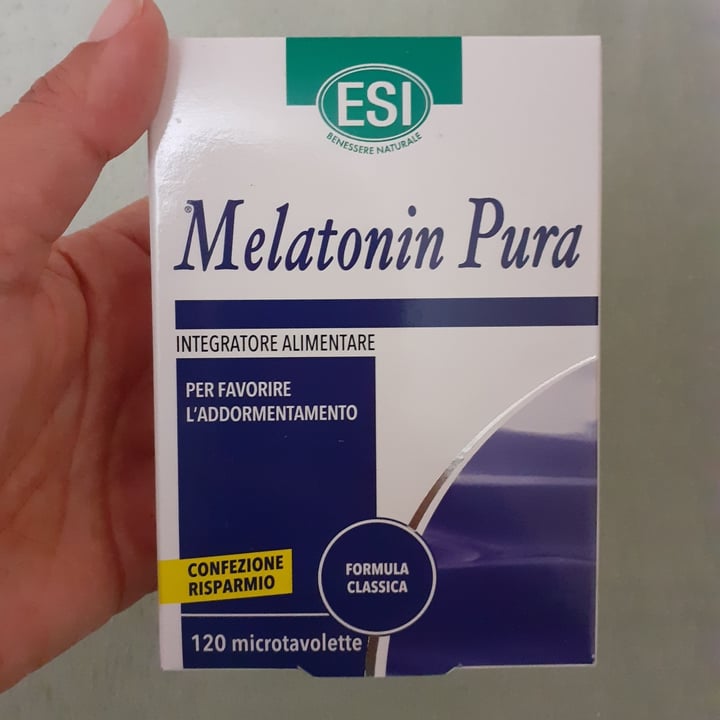 ESI
BENESSERE NATURALE
® Melatonin Pura
INTEGRATORE ALIMENTARE
PER FAVORIRE
L'ADDORMENTAMENTO
CONFEZIONE
RISPARMIO
FORMULA
CLASSICA
120 microtavolette